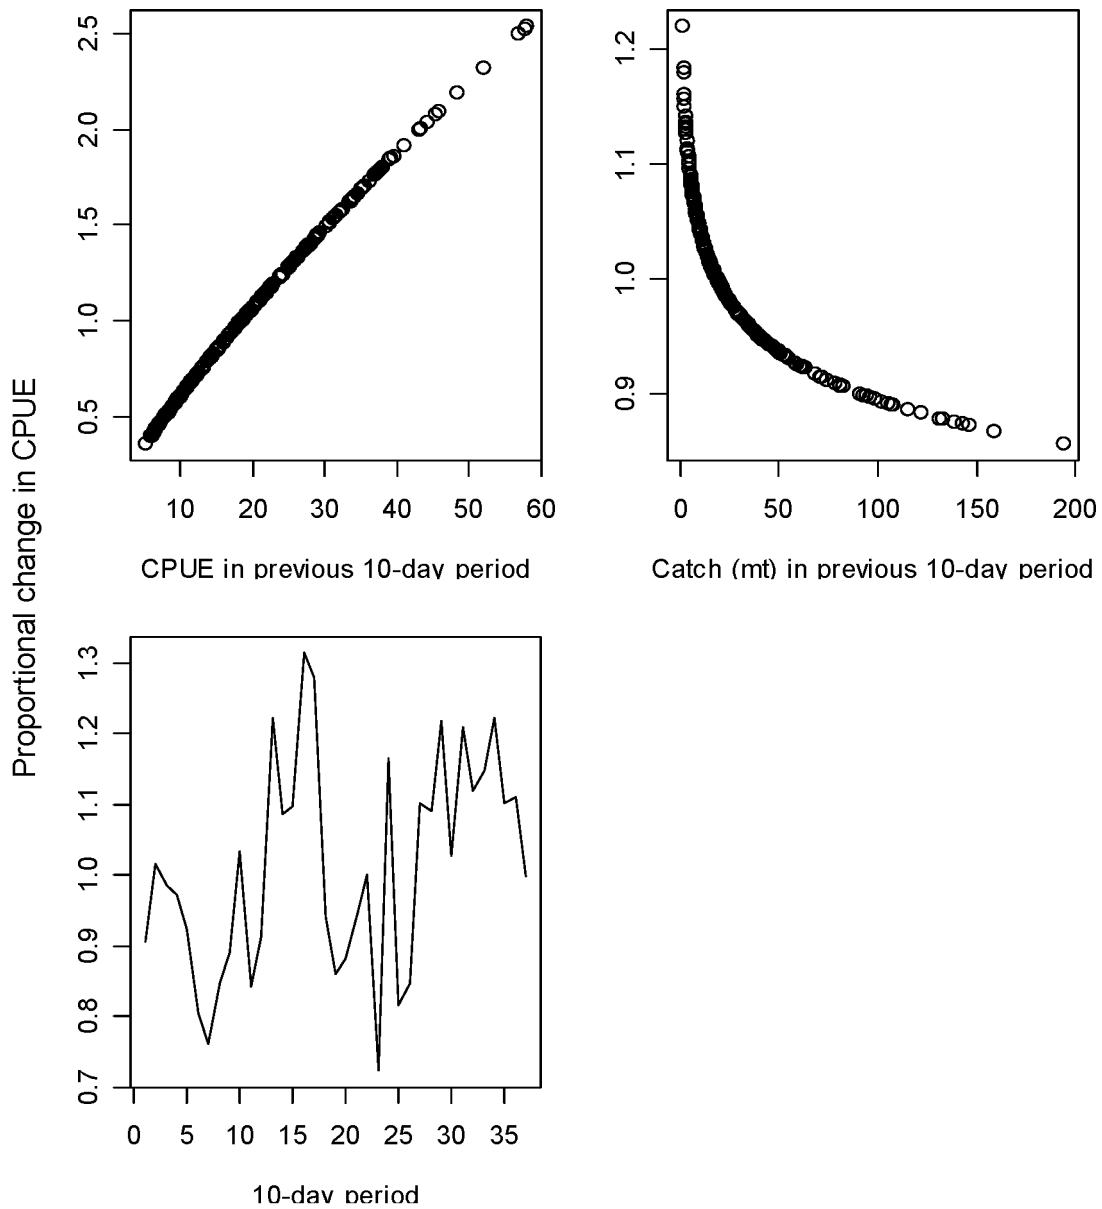 Proportional change in CPUE
2.5
2.0
1.5
1.0
0.5
10 20 30 40 50 60
CPUE in previous 10-day period
1.2
1.1
1.0
0.9
0 50 100 150 200
Catch (mt) in previous 10-day period
1.3
1.2
1.1
1.0
0.9
0.8
0.7
0 5 10 15 20 25 30 35
10-day period